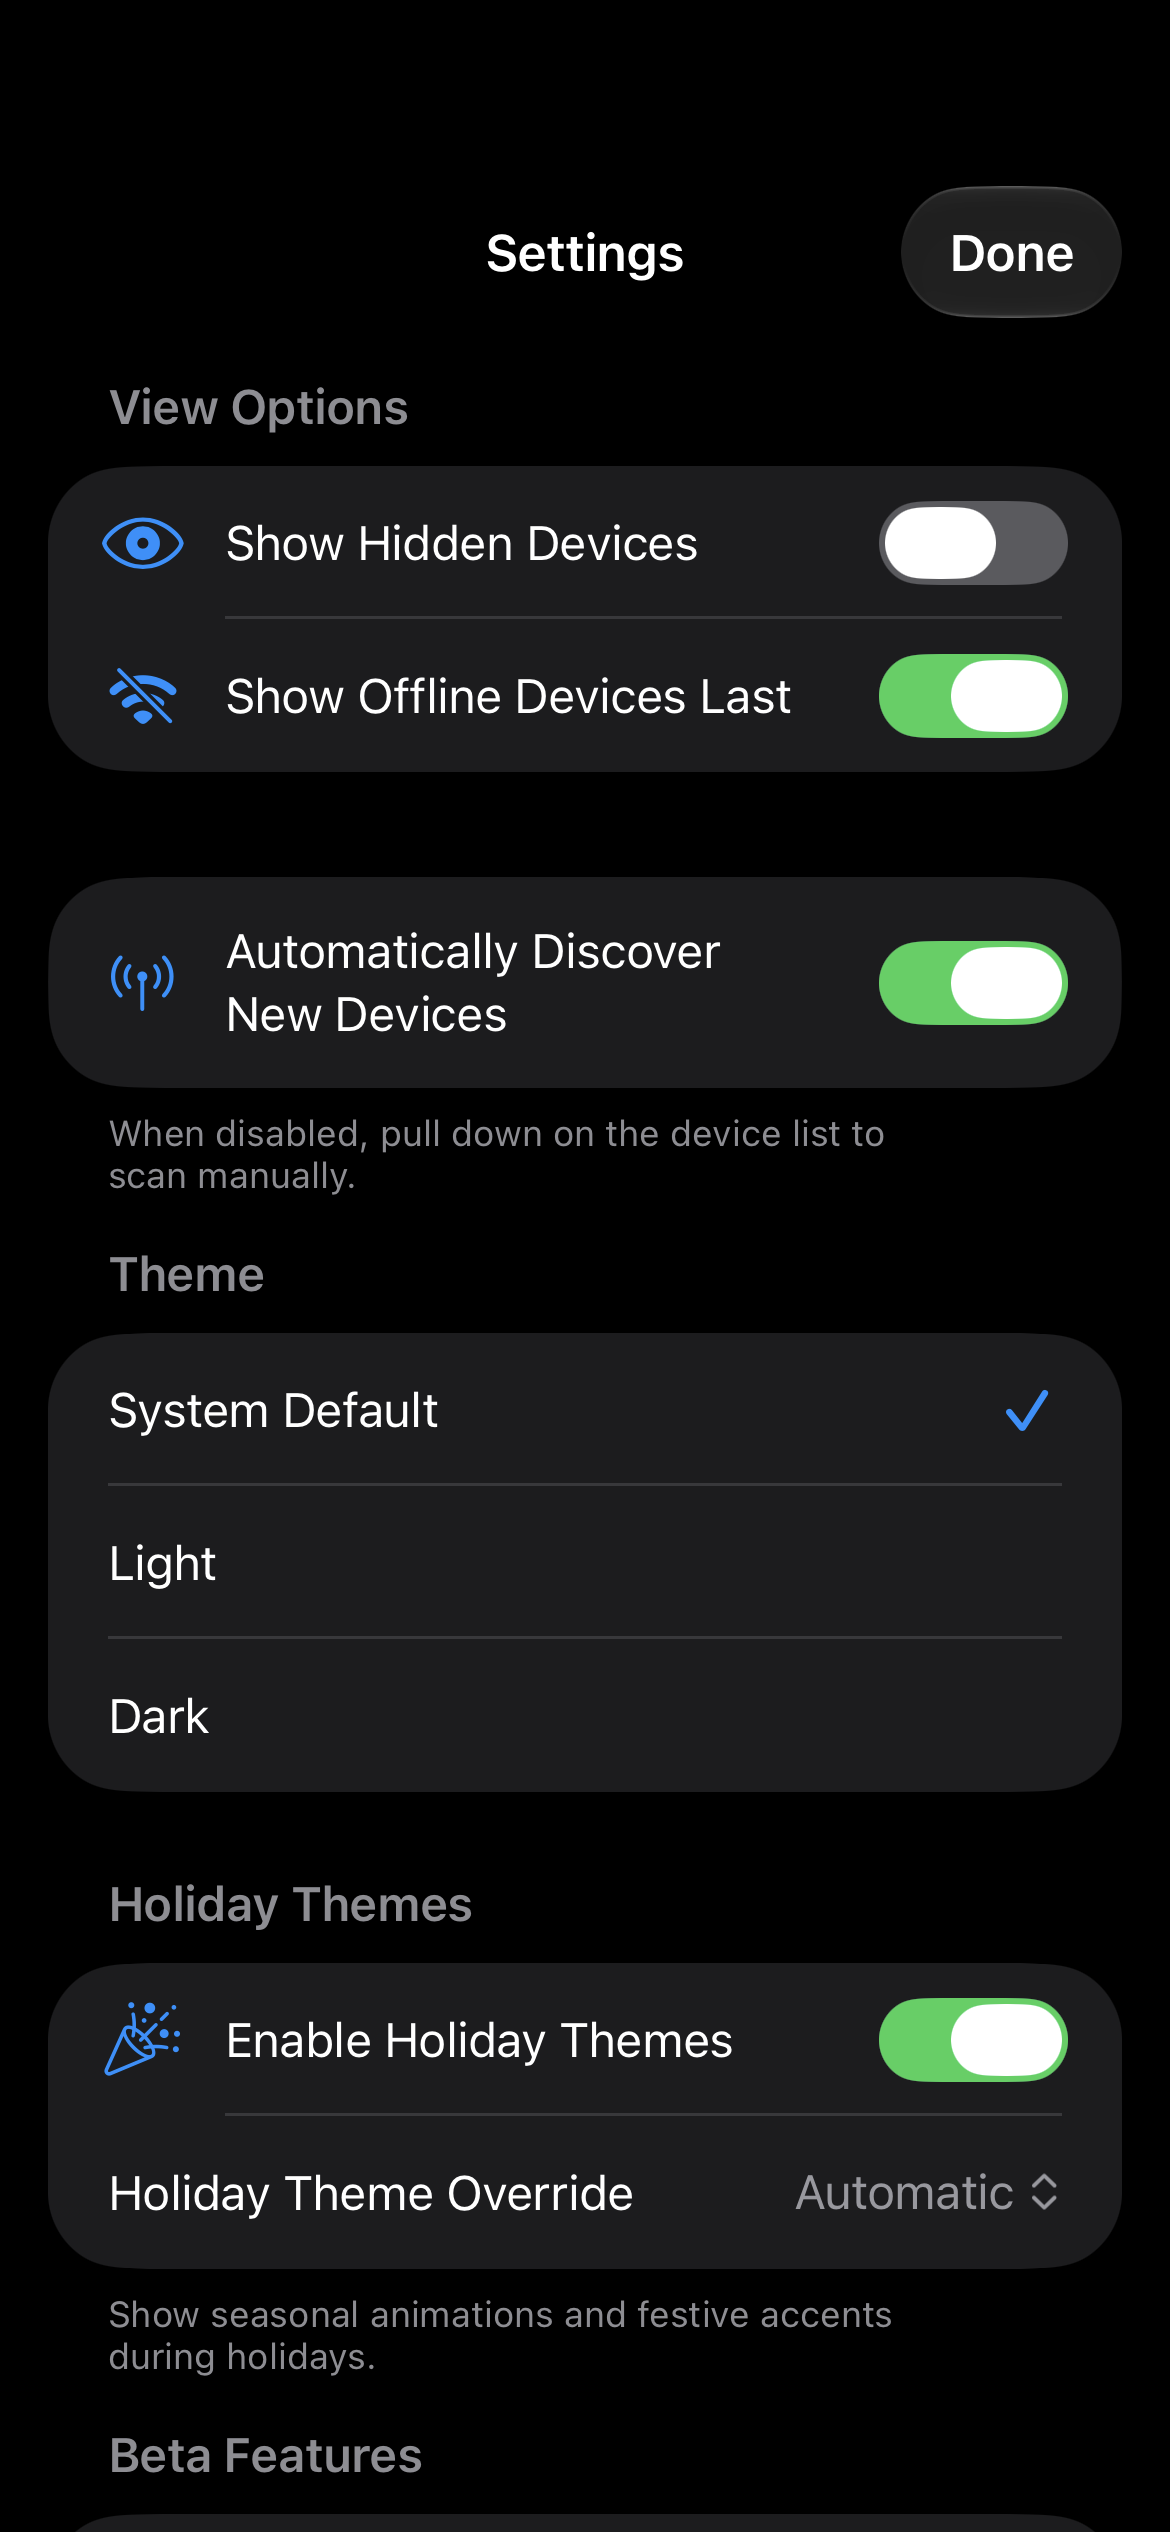 Settings
Done
View Options
Show Hidden Devices
Show Offline Devices Last
Automatically Discover
New Devices
When disabled, pull down on the device list to
scan manually.
Theme
System Default
Light
Dark
Holiday Themes
Enable Holiday Themes
Holiday Theme Override
Automatic
Show seasonal animations and festive accents
during holidays.
Beta Features